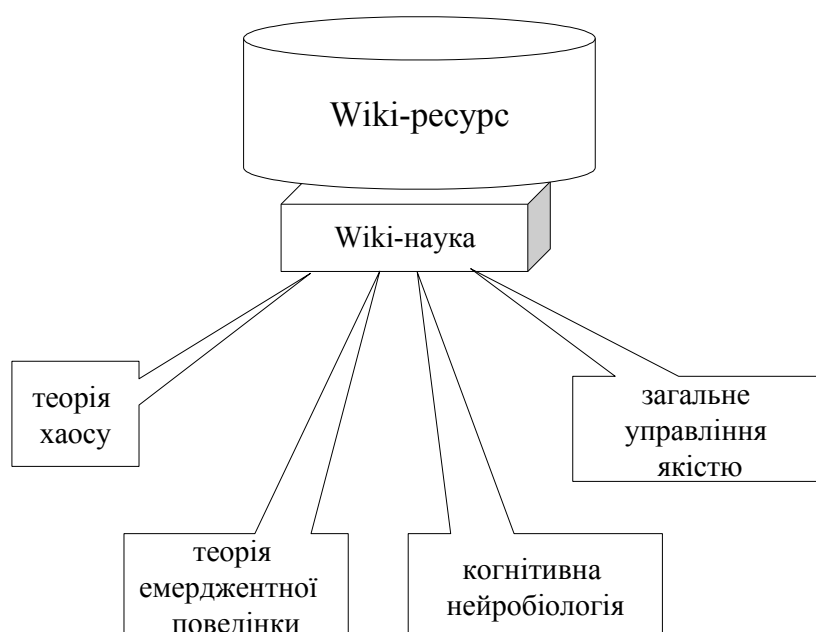 Wiki-ресурс
Wiki-наука
теорія
хаосу
загальне
управління
якістю
теорія
емерджентної
поведінки
когнітивна
нейробіологія